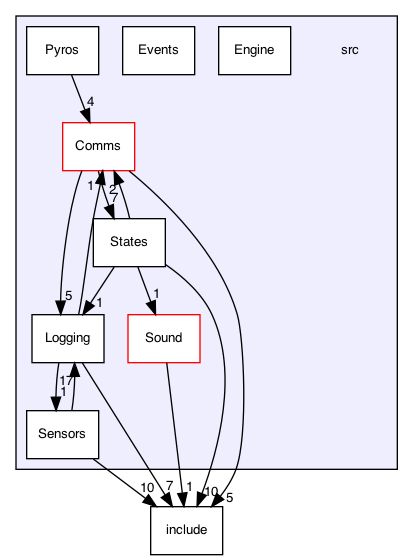 Pyros
Events
Engine
src
4
Comms
1
2
7
States
5
1
1
Logging
Sound
17
1
Sensors
10
7
1
10
5
include